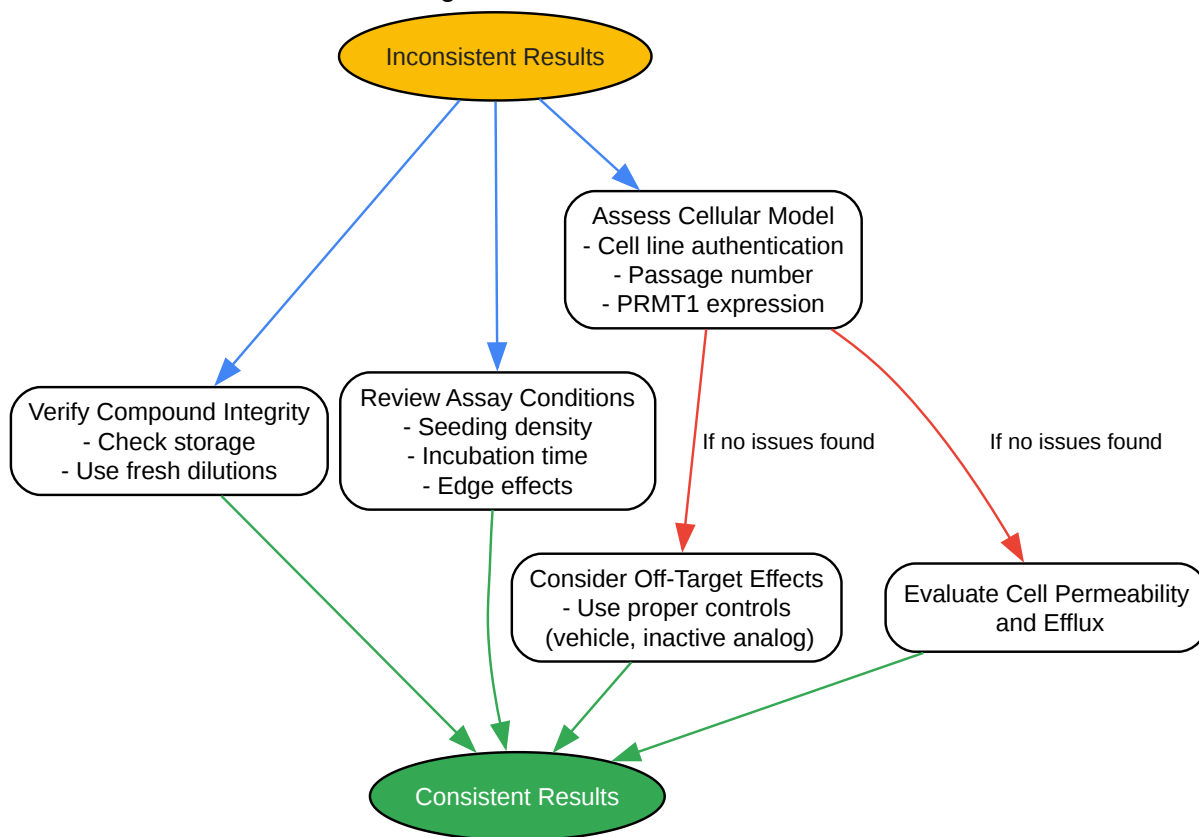 Inconsistent Results
Assess Cellular Model
- Cell line authentication
- Passage number
- PRMT1 expression
Verify Compound Integrity
- Check storage
- Use fresh dilutions
Review Assay Conditions
- Seeding density
- Incubation time
- Edge effects
If no issues found
If no issues found
Consider Off-Target Effects
- Use proper controls
(vehicle, inactive analog)
Evaluate Cell Permeability
and Efflux
Consistent Results